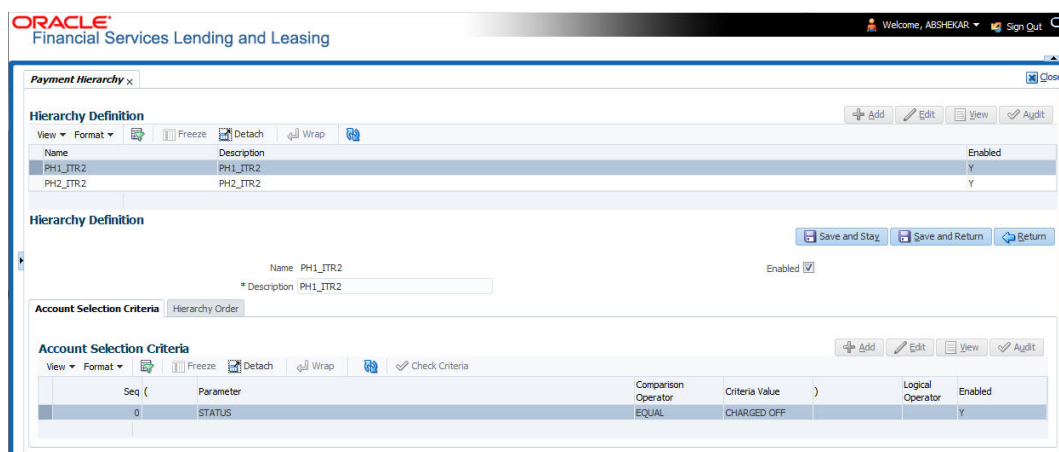 ORACLE
Financial Services Lending and Leasing
Welcome, ABSHEKAR Sign Out
Payment Hierarchy x Close
Hierarchy Definition Add Edit View Audit
View Format Freeze Detach Wrap
Name Description Enabled
PH1_ITR2 PH1_ITR2 Y
PH2_ITR2 PH2_ITR2 Y
Hierarchy Definition
Save and Stay Save and Return Return
Name PH1_ITR2 Enabled
* Description PH1_ITR2
Account Selection Criteria Hierarchy Order
Account Selection Criteria Add Edit View Audit
View Format Freeze Detach Wrap Check Criteria
Seq ( Parameter Comparison Operator Criteria Value ) Logical Operator Enabled
0 STATUS EQUAL CHARGED OFF Y